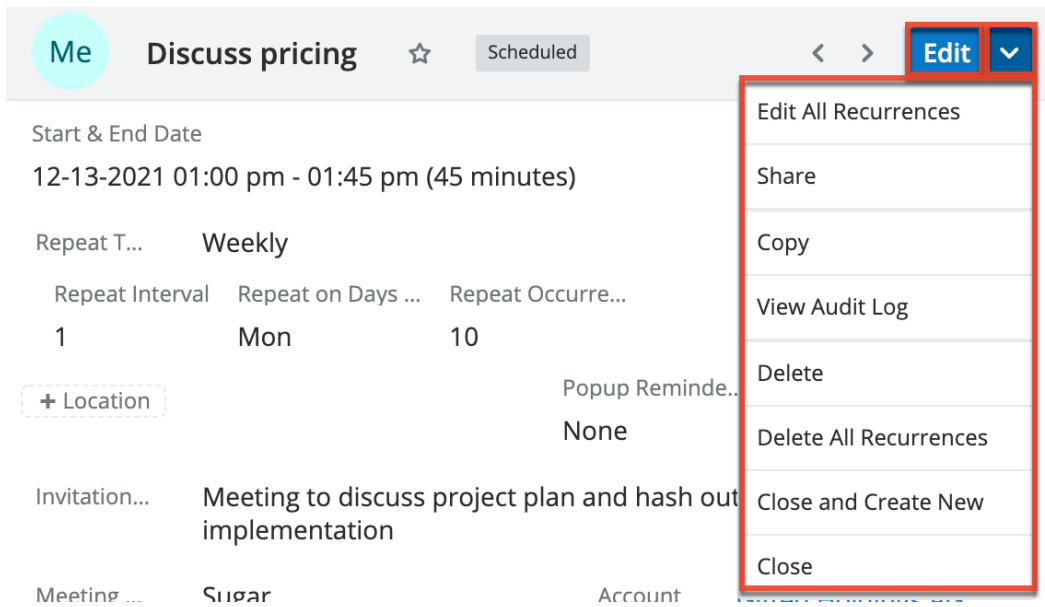 Me
Discuss pricing
Scheduled
Edit
Edit All Recurrences
Start & End Date
12-13-2021 01:00 pm - 01:45 pm (45 minutes)
Share
Repeat T...
Weekly
Copy
Repeat Interval
Repeat on Days ...
Repeat Occurre...
View Audit Log
1
Mon
10
Delete
+ Location
Popup Reminde...
None
Delete All Recurrences
Invitation...
Meeting to discuss project plan and hash out
implementation
Close and Create New
Close
Meeting ...
Sugar
Account